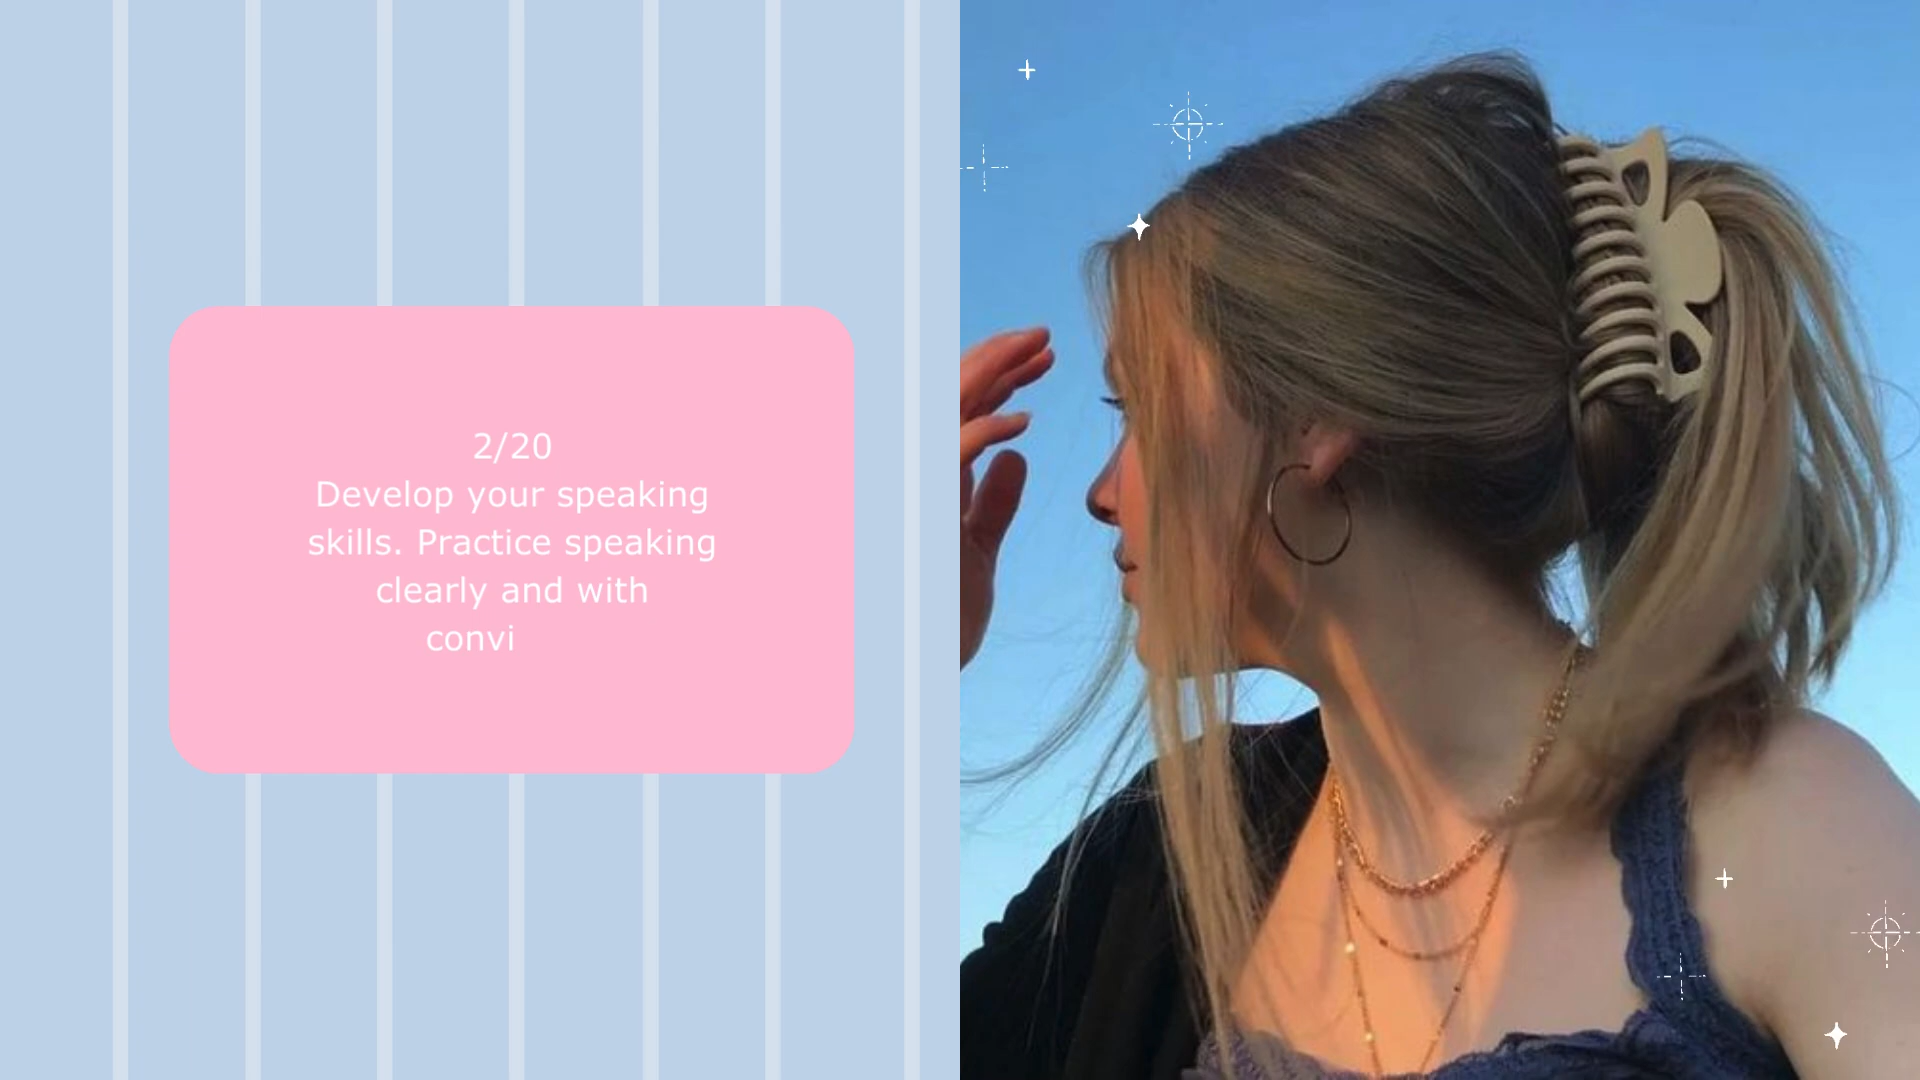 2/20
Develop your speaking
skills. Practice speaking
clearly and with
convi